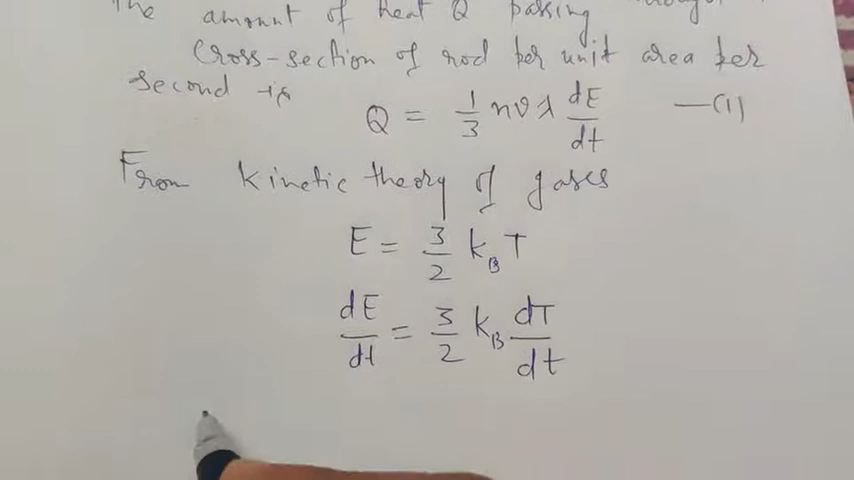 The amount of heat Q passing
Cross-section of rod per unit area per
second is
Q = 1/3 nvλ dE/dt —(1)
From kinetic theory of gases
E = 3/2 k_B T
dE/dt = 3/2 k_B dT/dt